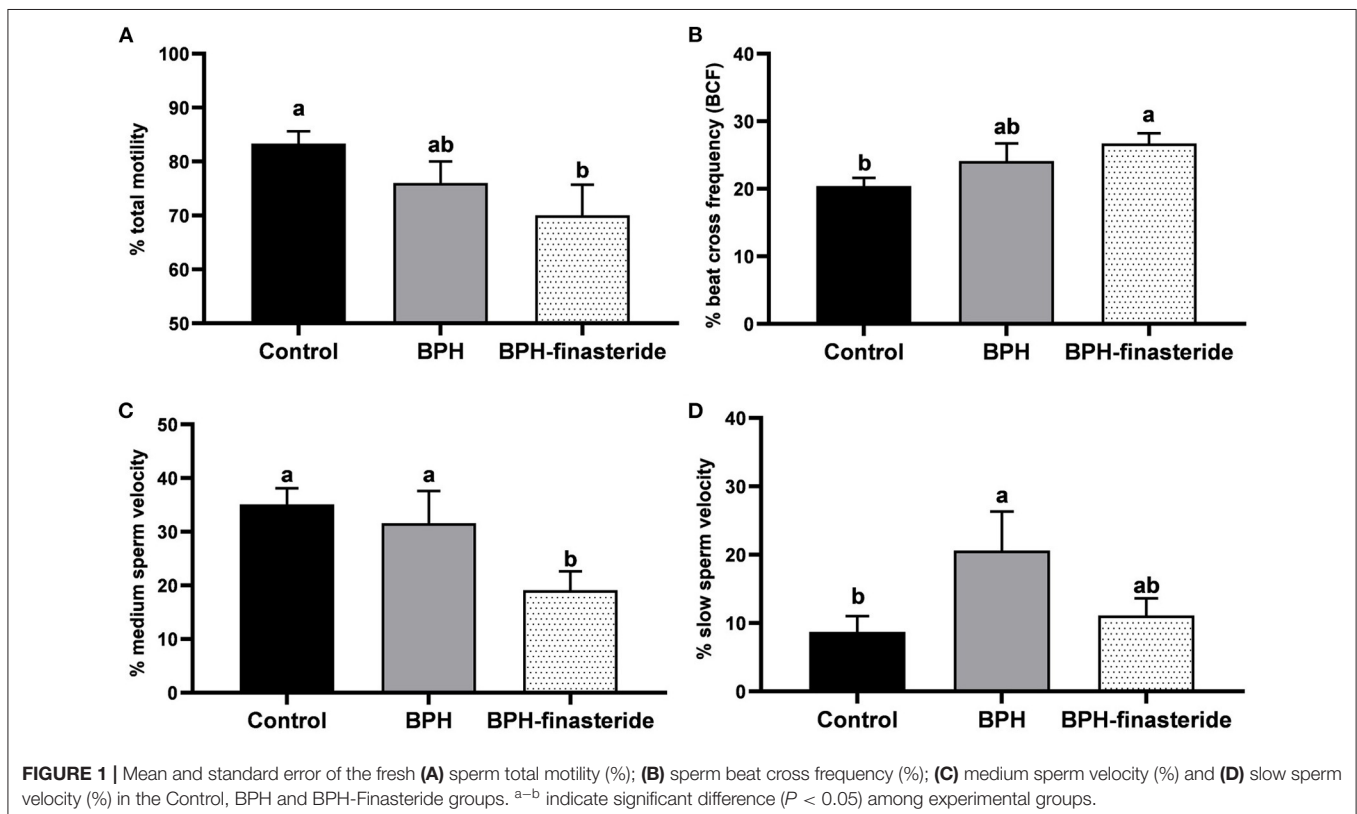 A
100
90
80
70
60
50
% total motility
a
ab
b
Control BPH BPH-finasteride
B
40
30
20
10
0
% beat cross frequency (BCF)
b
ab
a
Control BPH BPH-finasteride
C
50
40
30
20
10
0
% medium sperm velocity
a
a
b
Control BPH BPH-finasteride
D
40
30
20
10
0
% slow sperm velocity
b
a
ab
Control BPH BPH-finasteride
FIGURE 1 | Mean and standard error of the fresh (A) sperm total motility (%); (B) sperm beat cross frequency (%); (C) medium sperm velocity (%) and (D) slow sperm
velocity (%) in the Control, BPH and BPH-Finasteride groups. a–b indicate significant difference (P < 0.05) among experimental groups.